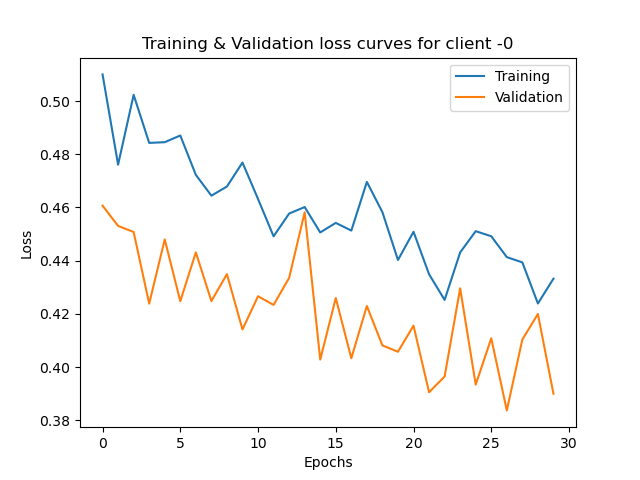 Training & Validation loss curves for client -0
Training
Validation
Loss
0.50
0.48
0.46
0.44
0.42
0.40
0.38
0 5 10 15 20 25 30
Epochs